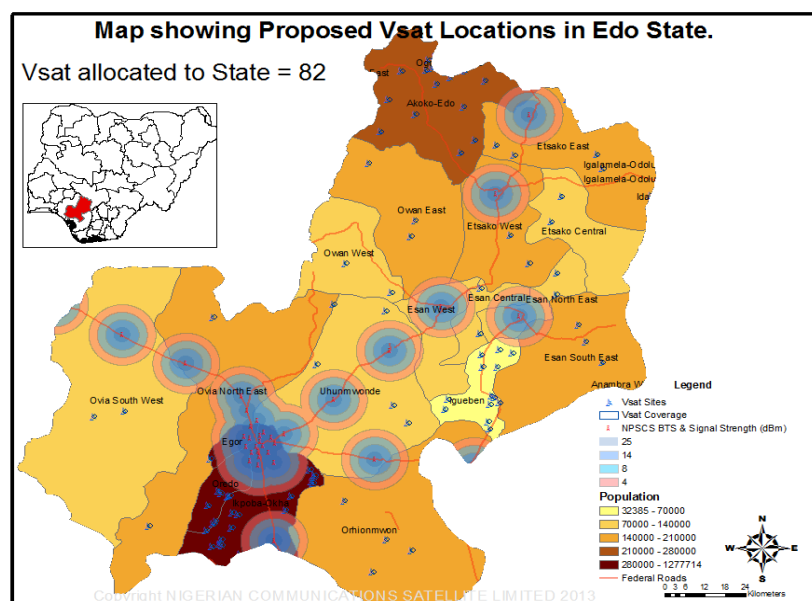 Map showing Proposed Vsat Locations in Edo State.
Vsat allocated to State = 82
East
Akoko-Edo
Etsako East
Igalamela-Odolu
Igalamela-Odolu
Ida
Owan East
Etsako West
Etsako Central
Owan West
Esan Central
Esan North East
Esan West
Esan South East
Anambra W
Ovia North East
Uhunmwonde
Igueben
Ovia South West
Egor
Oredo
Ikpoba-Okha
Orhionmwon
Legend
Vsat Sites
Vsat Coverage
NPSCS BTS & Signal Strength (dBm)
25
14
8
4
Population
32385 - 70000
70000 - 140000
140000 - 210000
210000 - 280000
280000 - 1277714
Federal Roads
N
W E
S
0 3 6 12 18 24
Kilometers
Copyright NIGERIAN COMMUNICATIONS SATELLITE LIMITED 2013